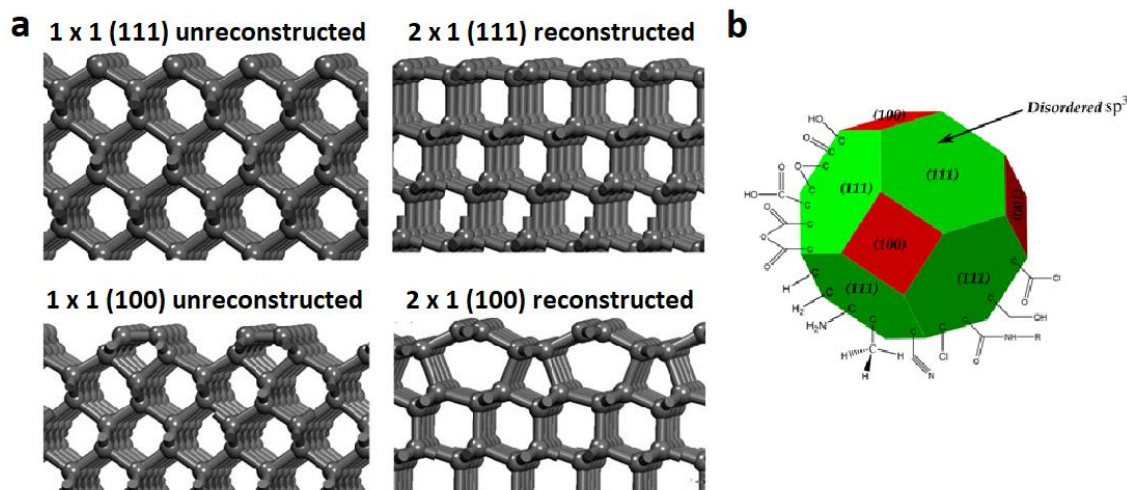 a
1 x 1 (111) unreconstructed
2 x 1 (111) reconstructed
1 x 1 (100) unreconstructed
2 x 1 (100) reconstructed
b
Disordered sp³
(100)
(111)
(111)
(100)
(100)
(111)
(111)
HO
C
O
C
O
C
O
HO
C
C
O
C
O
C
O
H
C
H₂
C
H₂N
C
C
H
C
H
H
C
N
C
Cl
C
O
NH
R
C
OH
C
O
Cl